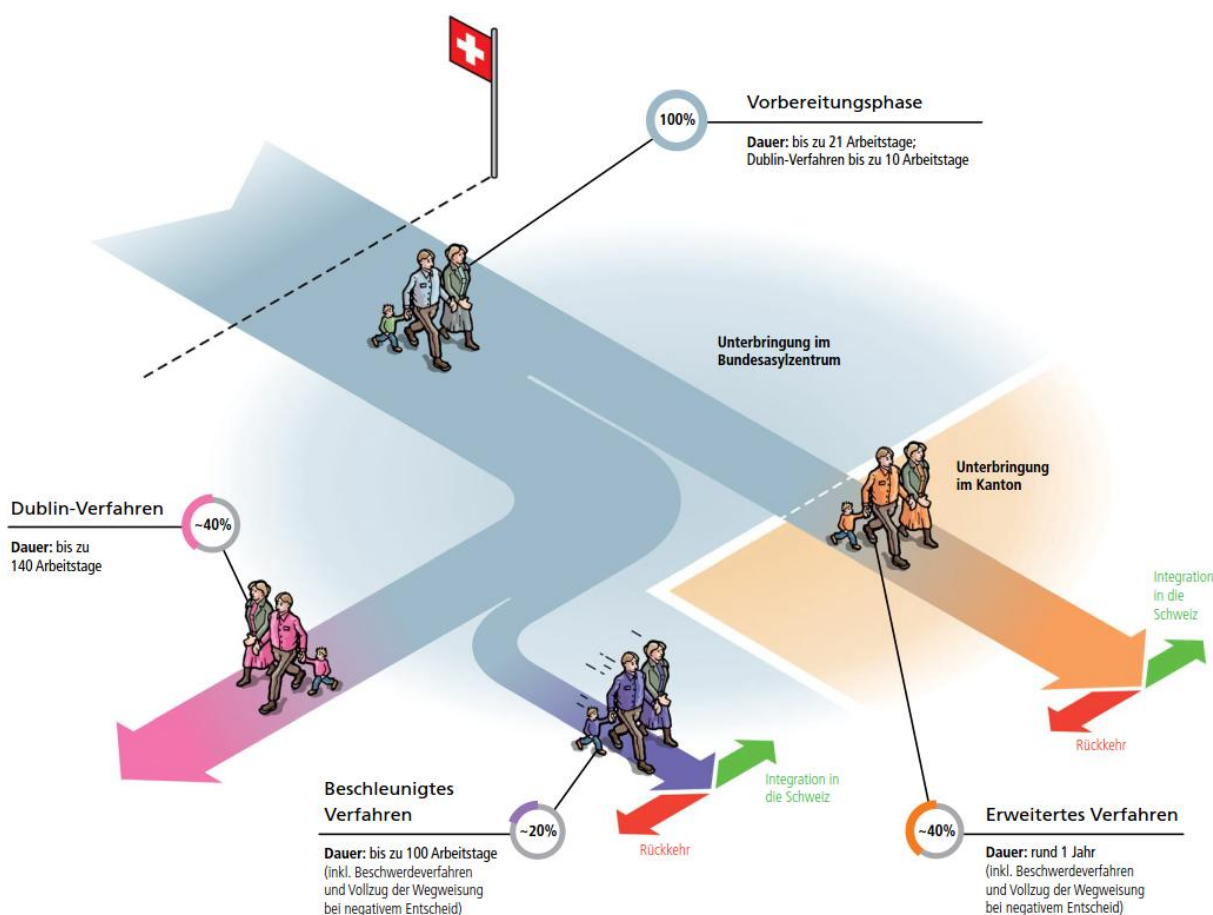 100%
Vorbereitungsphase
Dauer: bis zu 21 Arbeitstage;
Dublin-Verfahren bis zu 10 Arbeitstage
Unterbringung im
Bundesasylzentrum
Unterbringung
im Kanton
Dublin-Verfahren
~40%
Dauer: bis zu
140 Arbeitstage
Integration
in die
Schweiz
Rückkehr
Beschleunigtes
Verfahren
~20%
Dauer: bis zu 100 Arbeitstage
(inkl. Beschwerdeverfahren
und Vollzug der Wegweisung
bei negativem Entscheid)
Integration in
die Schweiz
Rückkehr
~40%
Erweitertes Verfahren
Dauer: rund 1 Jahr
(inkl. Beschwerdeverfahren
und Vollzug der Wegweisung
bei negativem Entscheid)